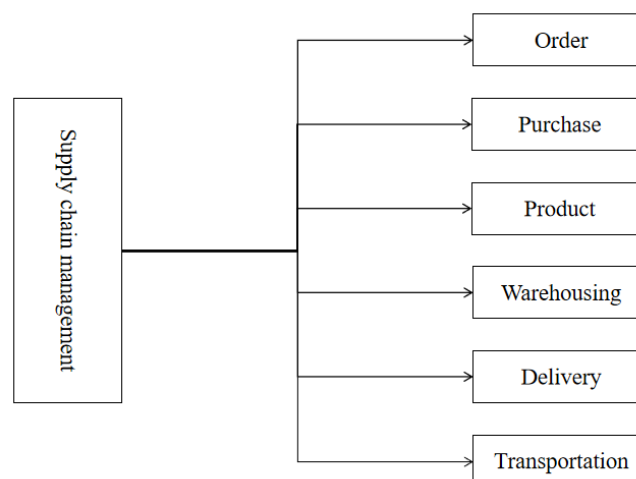 Supply chain management
Order
Purchase
Product
Warehousing
Delivery
Transportation